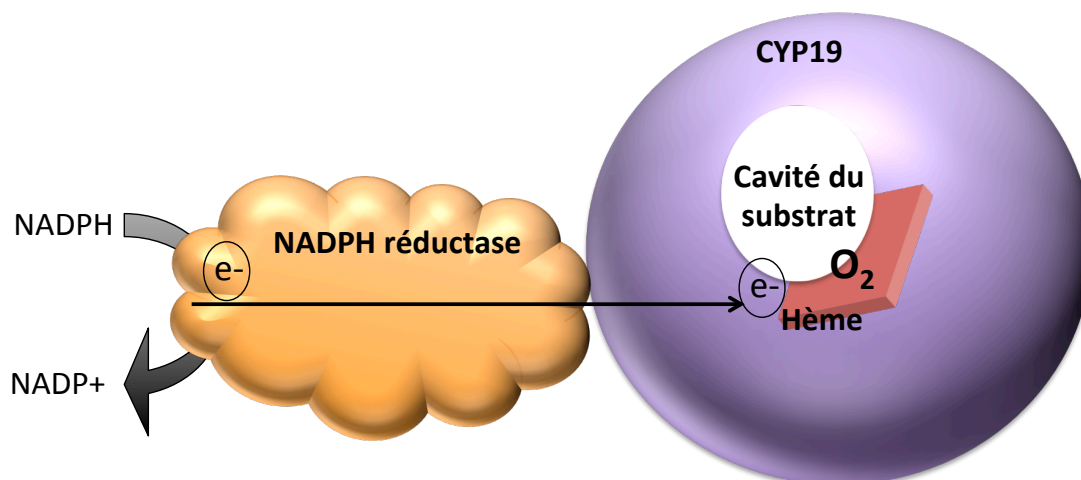 CYP19
Cavité du
substrat
NADPH
NADPH réductase
e-
O2
e-
Hème
NADP+